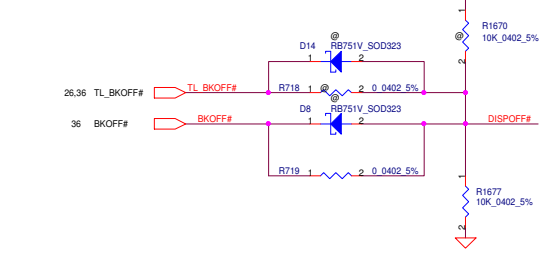 R1670
@
10K_0402_5%
1
2
@
D14 RB751V_SOD323
1 2
26,36 TL_BKOFF# TL_BKOFF# R718 1 @ 2 0_0402_5%
@
D8 RB751V_SOD323
36 BKOFF# BKOFF# 1 2 DISPOFF#
R719 1 2 0_0402_5%
1
R1677
10K_0402_5%
2